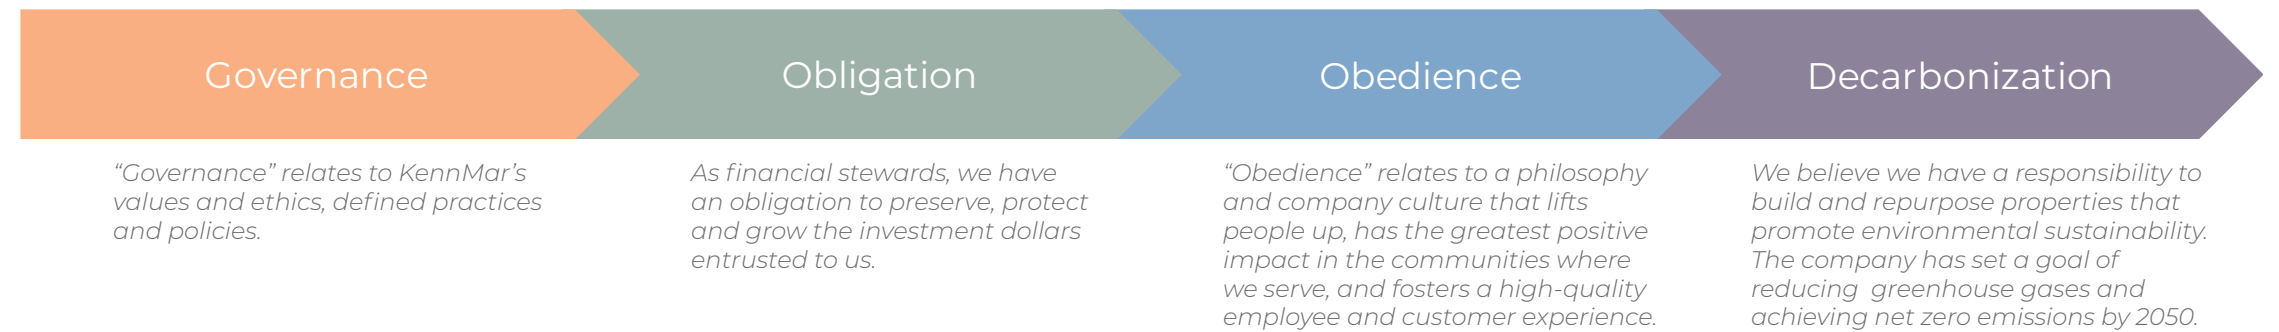 Governance
Obligation
Obedience
Decarbonization
“Governance” relates to KennMar’s
values and ethics, defined practices
and policies.
As financial stewards, we have
an obligation to preserve, protect
and grow the investment dollars
entrusted to us.
“Obedience” relates to a philosophy
and company culture that lifts
people up, has the greatest positive
impact in the communities where
we serve, and fosters a high-quality
employee and customer experience.
We believe we have a responsibility to
build and repurpose properties that
promote environmental sustainability.
The company has set a goal of
reducing  greenhouse gases and
achieving net zero emissions by 2050.